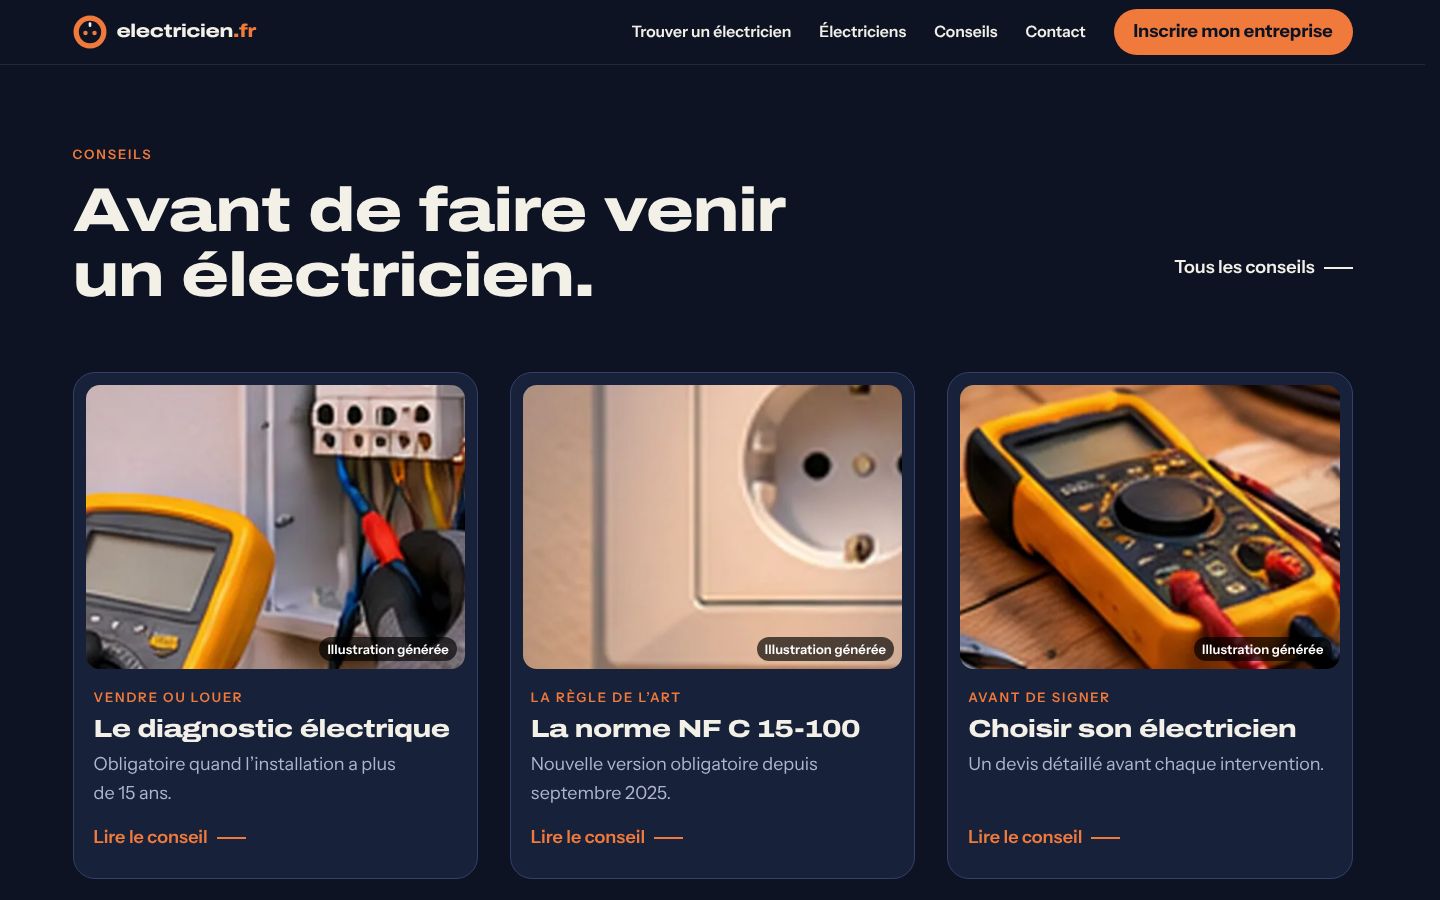 electricien.fr
Trouver un électricien
Électriciens
Conseils
Contact
Inscrire mon entreprise
CONSEILS
Avant de faire venir
un électricien.
Tous les conseils
Illustration générée
VENDRE OU LOUER
Le diagnostic électrique
Obligatoire quand l’installation a plus
de 15 ans.
Lire le conseil
Illustration générée
LA RÈGLE DE L’ART
La norme NF C 15-100
Nouvelle version obligatoire depuis
septembre 2025.
Lire le conseil
Illustration générée
AVANT DE SIGNER
Choisir son électricien
Un devis détaillé avant chaque intervention.
Lire le conseil